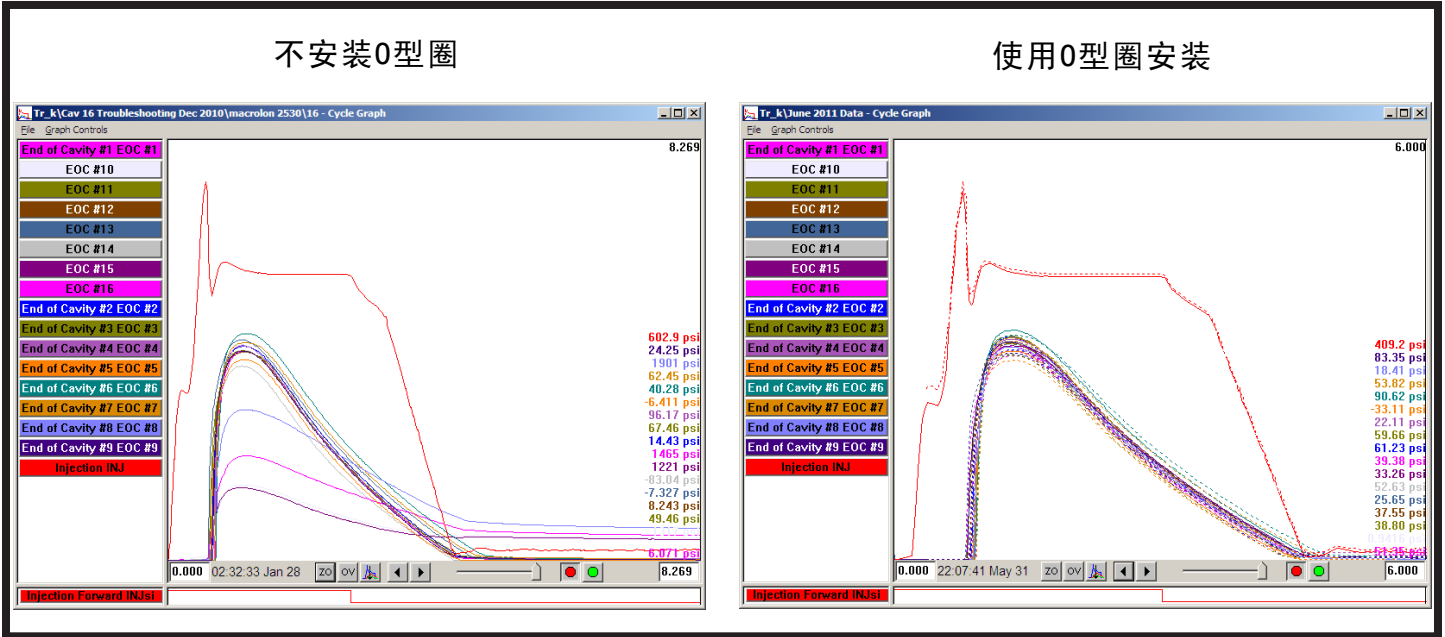 不安装0型圈
使用0型圈安装
Tr_k\Cav 16 Troubleshooting Dec 2010\macrolon 2530\16 - Cycle Graph
File Graph Controls
End of Cavity #1 EOC #1
EOC #10
EOC #11
EOC #12
EOC #13
EOC #14
EOC #15
EOC #16
End of Cavity #2 EOC #2
End of Cavity #3 EOC #3
End of Cavity #4 EOC #4
End of Cavity #5 EOC #5
End of Cavity #6 EOC #6
End of Cavity #7 EOC #7
End of Cavity #8 EOC #8
End of Cavity #9 EOC #9
Injection INJ
Injection Forward INJsi
8.269
602.9 psi
24.25 psi
1901 psi
62.45 psi
40.28 psi
-6.411 psi
96.17 psi
67.46 psi
14.43 psi
1465 psi
1221 psi
-83.04 psi
-7.327 psi
8.243 psi
49.46 psi
6.071 psi
0.000 02:32:33 Jan 28 ZO OV 8.269
Tr_k\June 2011 Data - Cycle Graph
File Graph Controls
End of Cavity #1 EOC #1
EOC #10
EOC #11
EOC #12
EOC #13
EOC #14
EOC #15
EOC #16
End of Cavity #2 EOC #2
End of Cavity #3 EOC #3
End of Cavity #4 EOC #4
End of Cavity #5 EOC #5
End of Cavity #6 EOC #6
End of Cavity #7 EOC #7
End of Cavity #8 EOC #8
End of Cavity #9 EOC #9
Injection INJ
Injection Forward INJsi
6.000
409.2 psi
83.35 psi
18.41 psi
53.82 psi
90.62 psi
-33.11 psi
22.11 psi
59.66 psi
61.23 psi
39.38 psi
33.26 psi
52.63 psi
25.65 psi
37.55 psi
38.80 psi
0.9416 psi
0.000 22:07:41 May 31 ZO OV 6.000